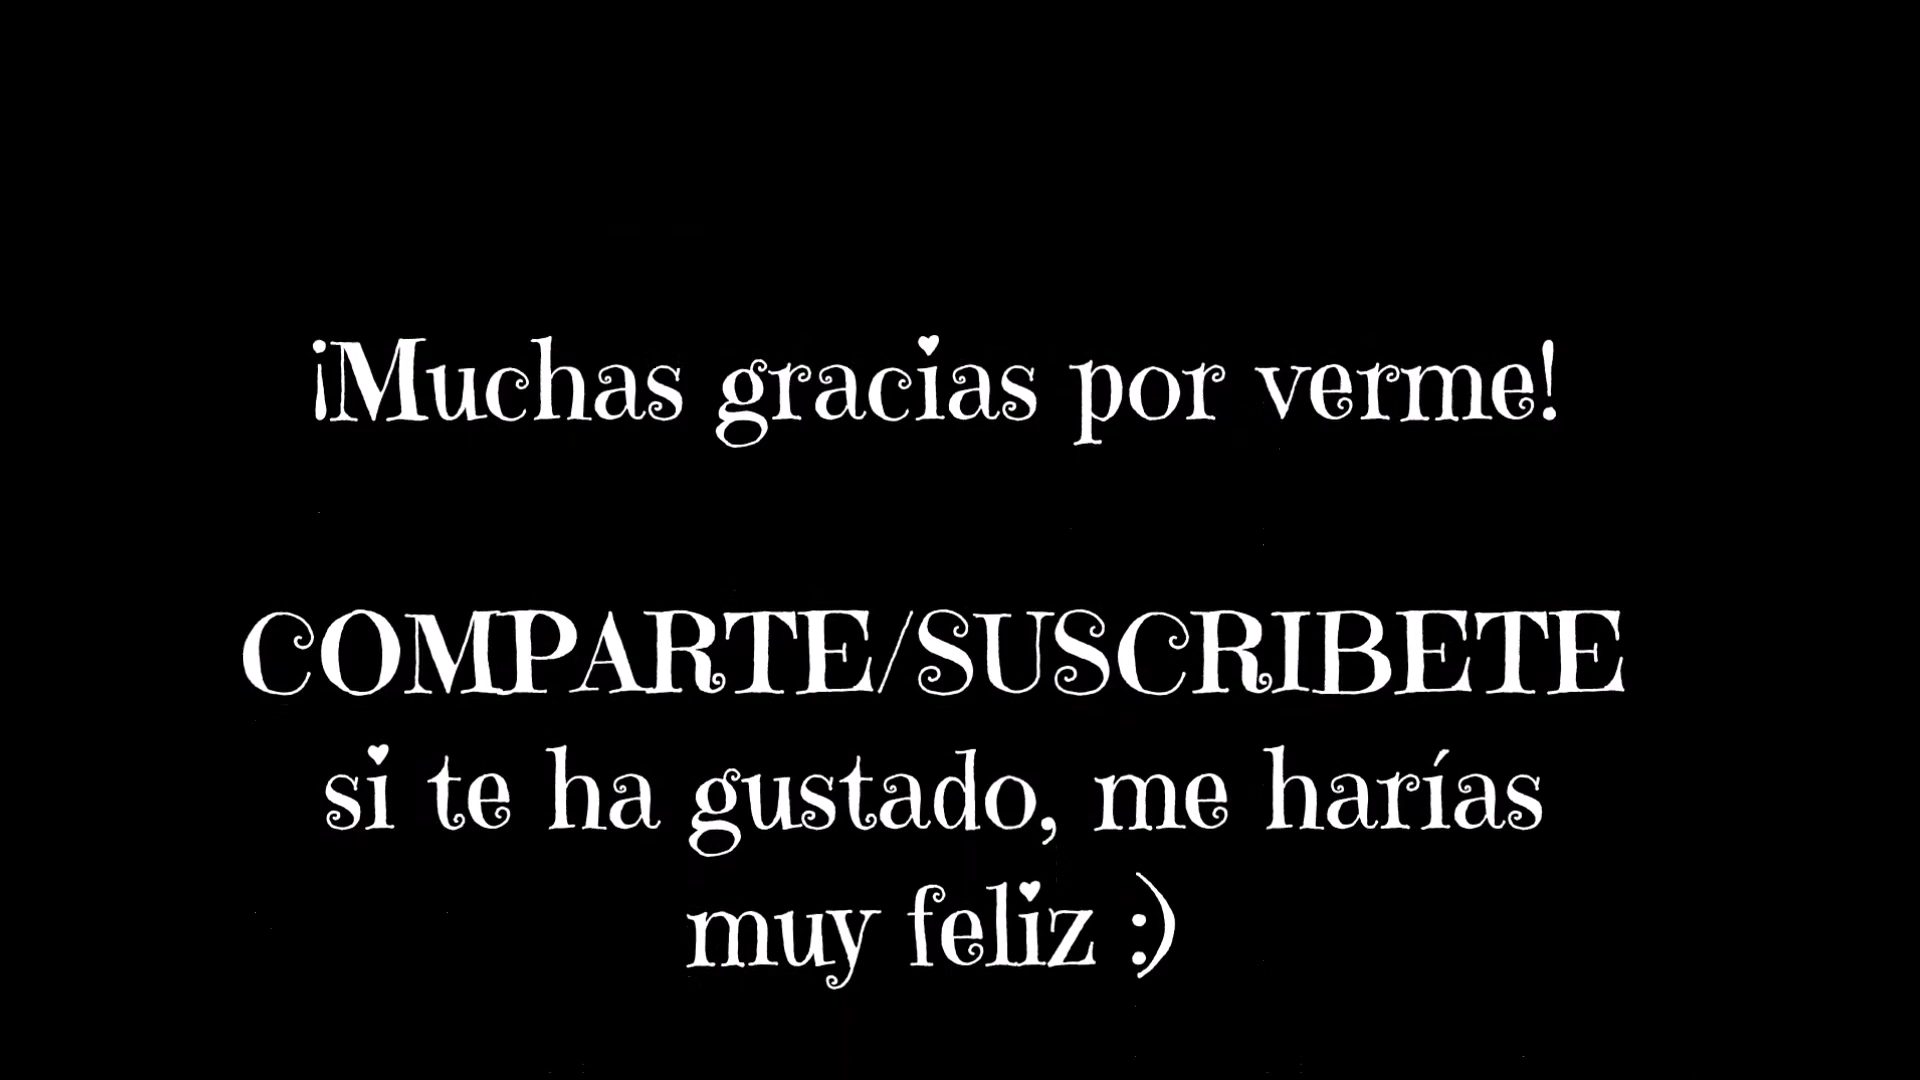 ¡Muchas gracias por verme!
COMPARTE/SUSCRIBETE
si te ha gustado, me harías
muy feliz :)